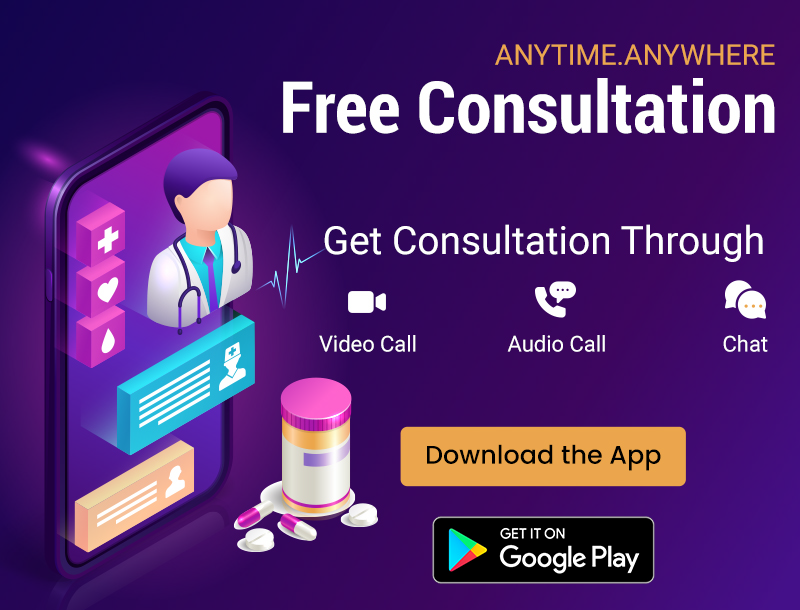 ANYTIME.ANYWHERE
Free Consultation
Get Consultation Through
Video Call
Audio Call
Chat
Download the App
GET IT ON
Google Play